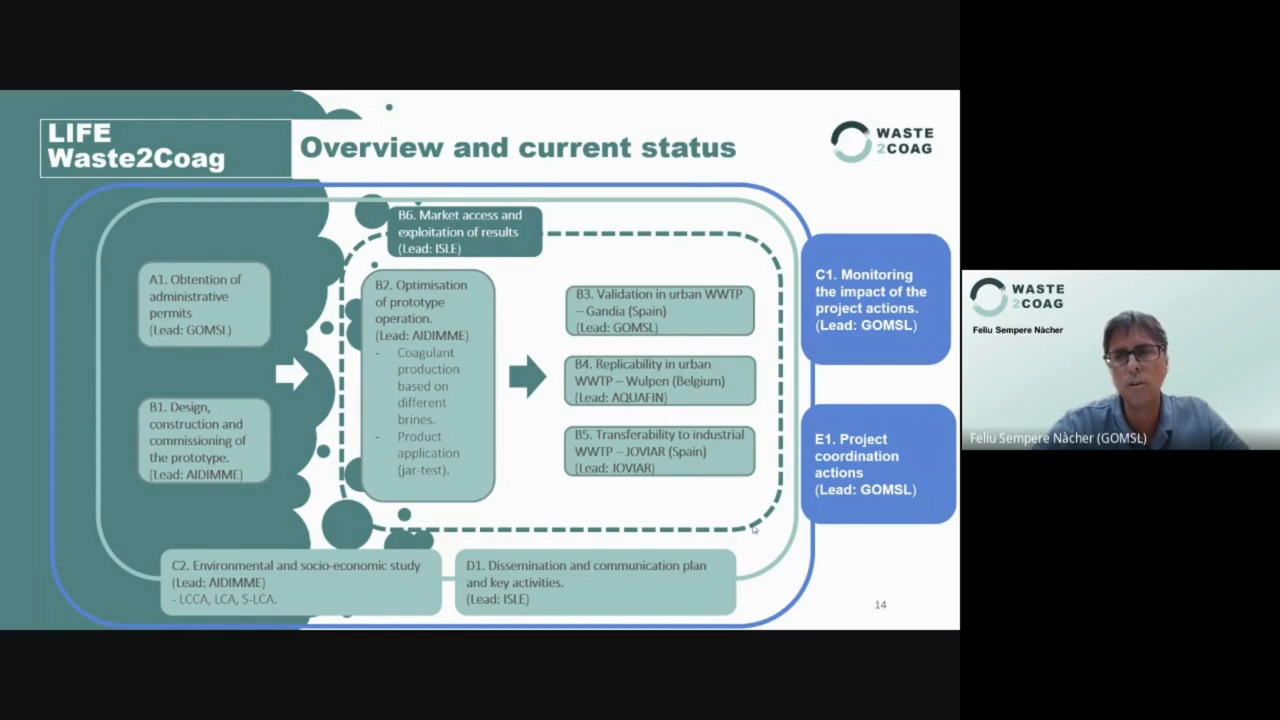 LIFE
Waste2Coag
Overview and current status
WASTE
2COAG
B6. Market access and
exploitation of results
(Lead: ISLE)
A1. Obtention of
administrative
permits
(Lead: GOMSL)
B1. Design,
construction and
commissioning of
the prototype.
(Lead: AIDIMME)
B2. Optimisation
of prototype
operation.
(Lead: AIDIMME)
- Coagulant
production
based on
different
brines.
- Product
application
(jar-test).
B3. Validation in urban WWTP
– Gandía (Spain)
(Lead: GOMSL)
B4. Replicability in urban
WWTP – Wulpen (Belgium)
(Lead: AQUAFIN)
B5. Transferability to industrial
WWTP – JOVIAR (Spain)
(Lead: JOVIAR)
C1. Monitoring
the impact of the
project actions.
(Lead: GOMSL)
E1. Project
coordination
actions
(Lead: GOMSL)
C2. Environmental and socio-economic study
(Lead: AIDIMME)
- LCCA, LCA, S-LCA.
D1. Dissemination and communication plan
and key activities.
(Lead: ISLE)
14
WASTE
2COAG
Feliu Sempere Nàcher
Feliu Sempere Nàcher (GOMSL)